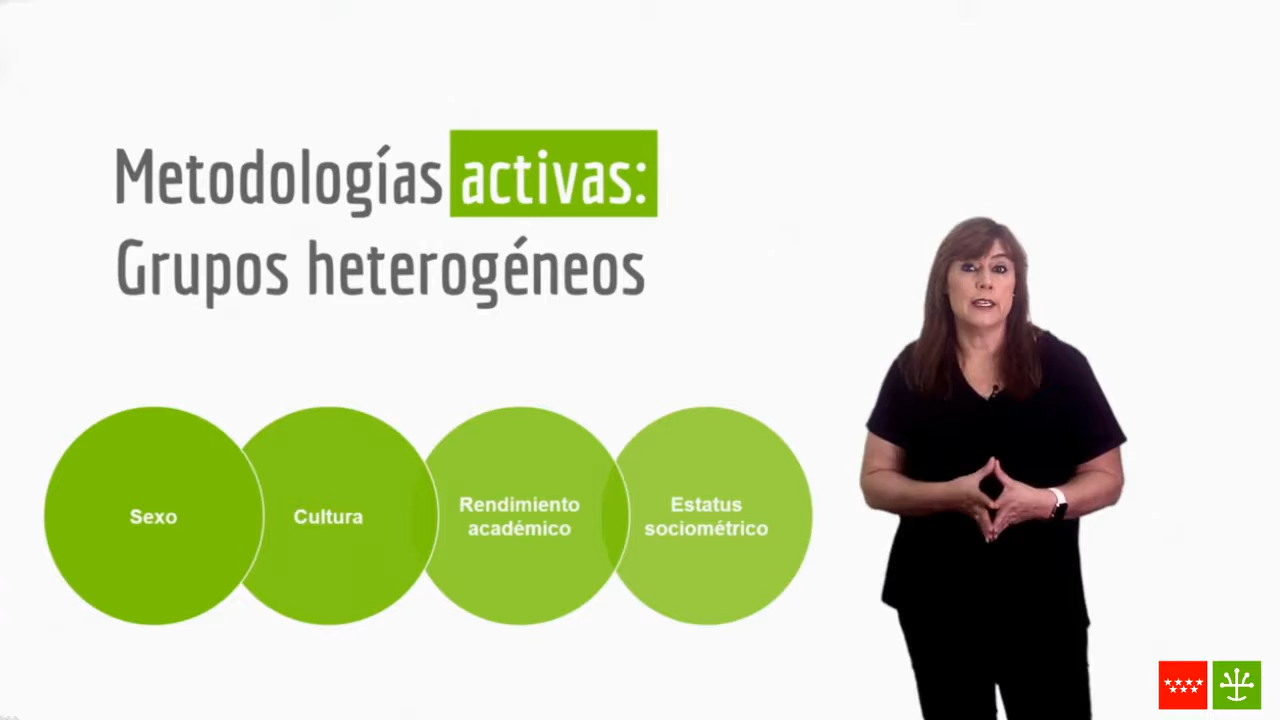 Metodologías activas:
Grupos heterogéneos
Sexo
Cultura
Rendimiento
académico
Estatus
sociométrico